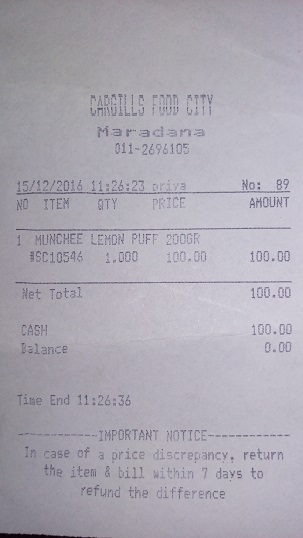 CARGILLS FOOD CITY
Maradana
011-2696105
15/12/2016 11:26:23 priya No: 89
NO ITEM QTY PRICE AMOUNT
1 MUNCHEE LEMON PUFF 200GR
#SC10546 1.000 100.00 100.00
Net Total 100.00
CASH 100.00
Balance 0.00
Time End 11:26:36
------------IMPORTANT NOTICE------------
In case of a price discrepancy, return
the item & bill within 7 days to
refund the difference